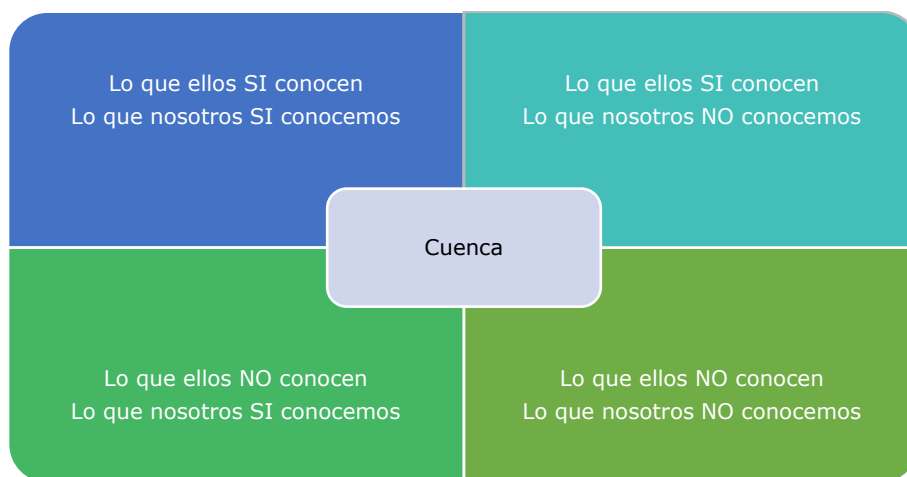 Lo que ellos SI conocen
Lo que nosotros SI conocemos
Lo que ellos SI conocen
Lo que nosotros NO conocemos
Cuenca
Lo que ellos NO conocen
Lo que nosotros SI conocemos
Lo que ellos NO conocen
Lo que nosotros NO conocemos